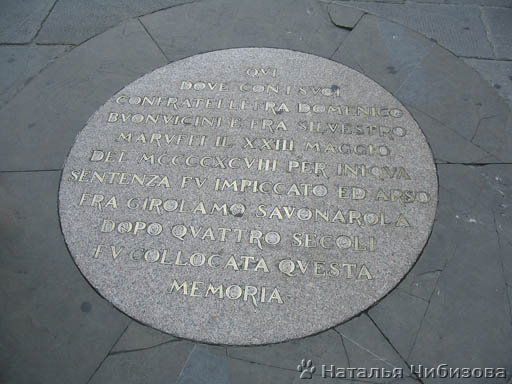 QVI
DOVE CON I SVOI
CONFRATELLI FRA DOMENICO
BVONVICINI E FRA SILVESTRO
MARVFFI IL XXIII MAGGIO
DEL MCCCCXCVIII PER INIQVA
SENTENZA FV IMPICCATO ED ARSO
FRA GIROLAMO SAVONAROLA
DOPO QVATTRO SECOLI
FV COLLOCATA QVESTA
MEMORIA
Наталья Чибизова